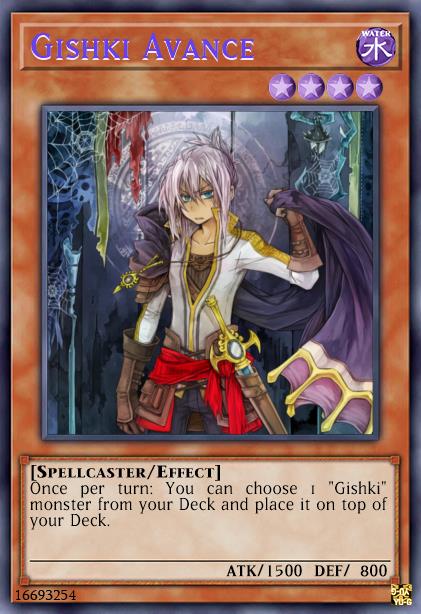 Gishki Avance
WATER
水
[Spellcaster/Effect]
Once per turn: You can choose 1 "Gishki"
monster from your Deck and place it on top of
your Deck.
ATK/1500 DEF/ 800
16693254